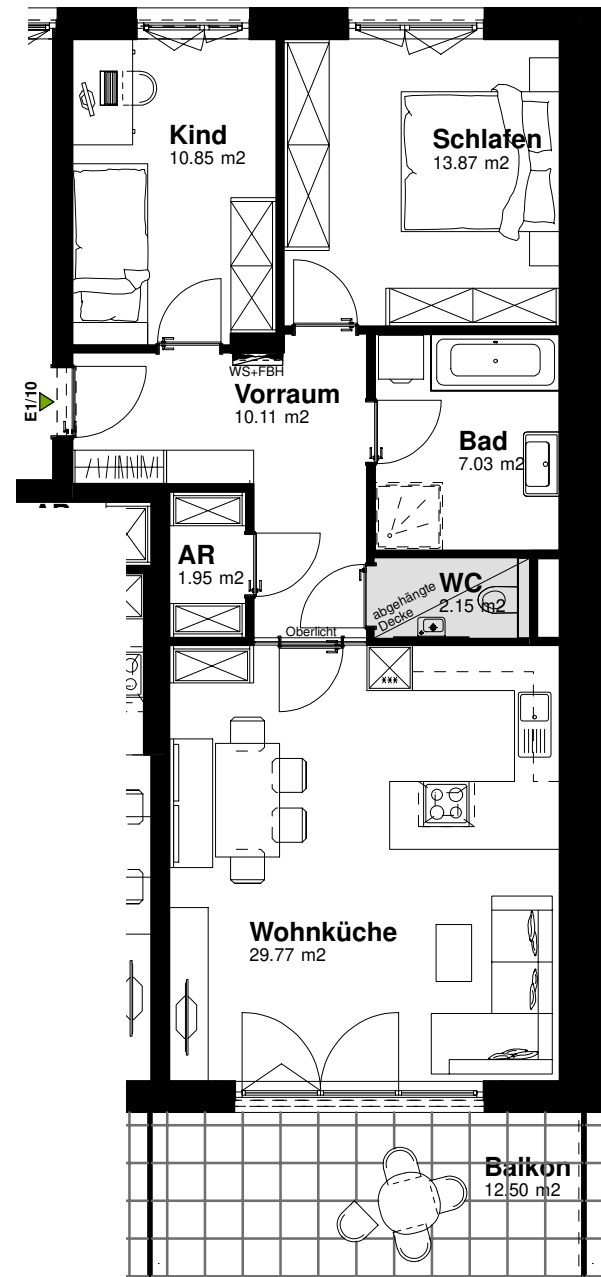 Kind
10.85 m2
Schlafen
13.87 m2
WS+FBH
E1/10
Vorraum
10.11 m2
Bad
7.03 m2
AR
AR
1.95 m2
WC
2.15 m2
abgehängte
Decke
Oberlicht
***
Wohnküche
29.77 m2
Balkon
12.50 m2